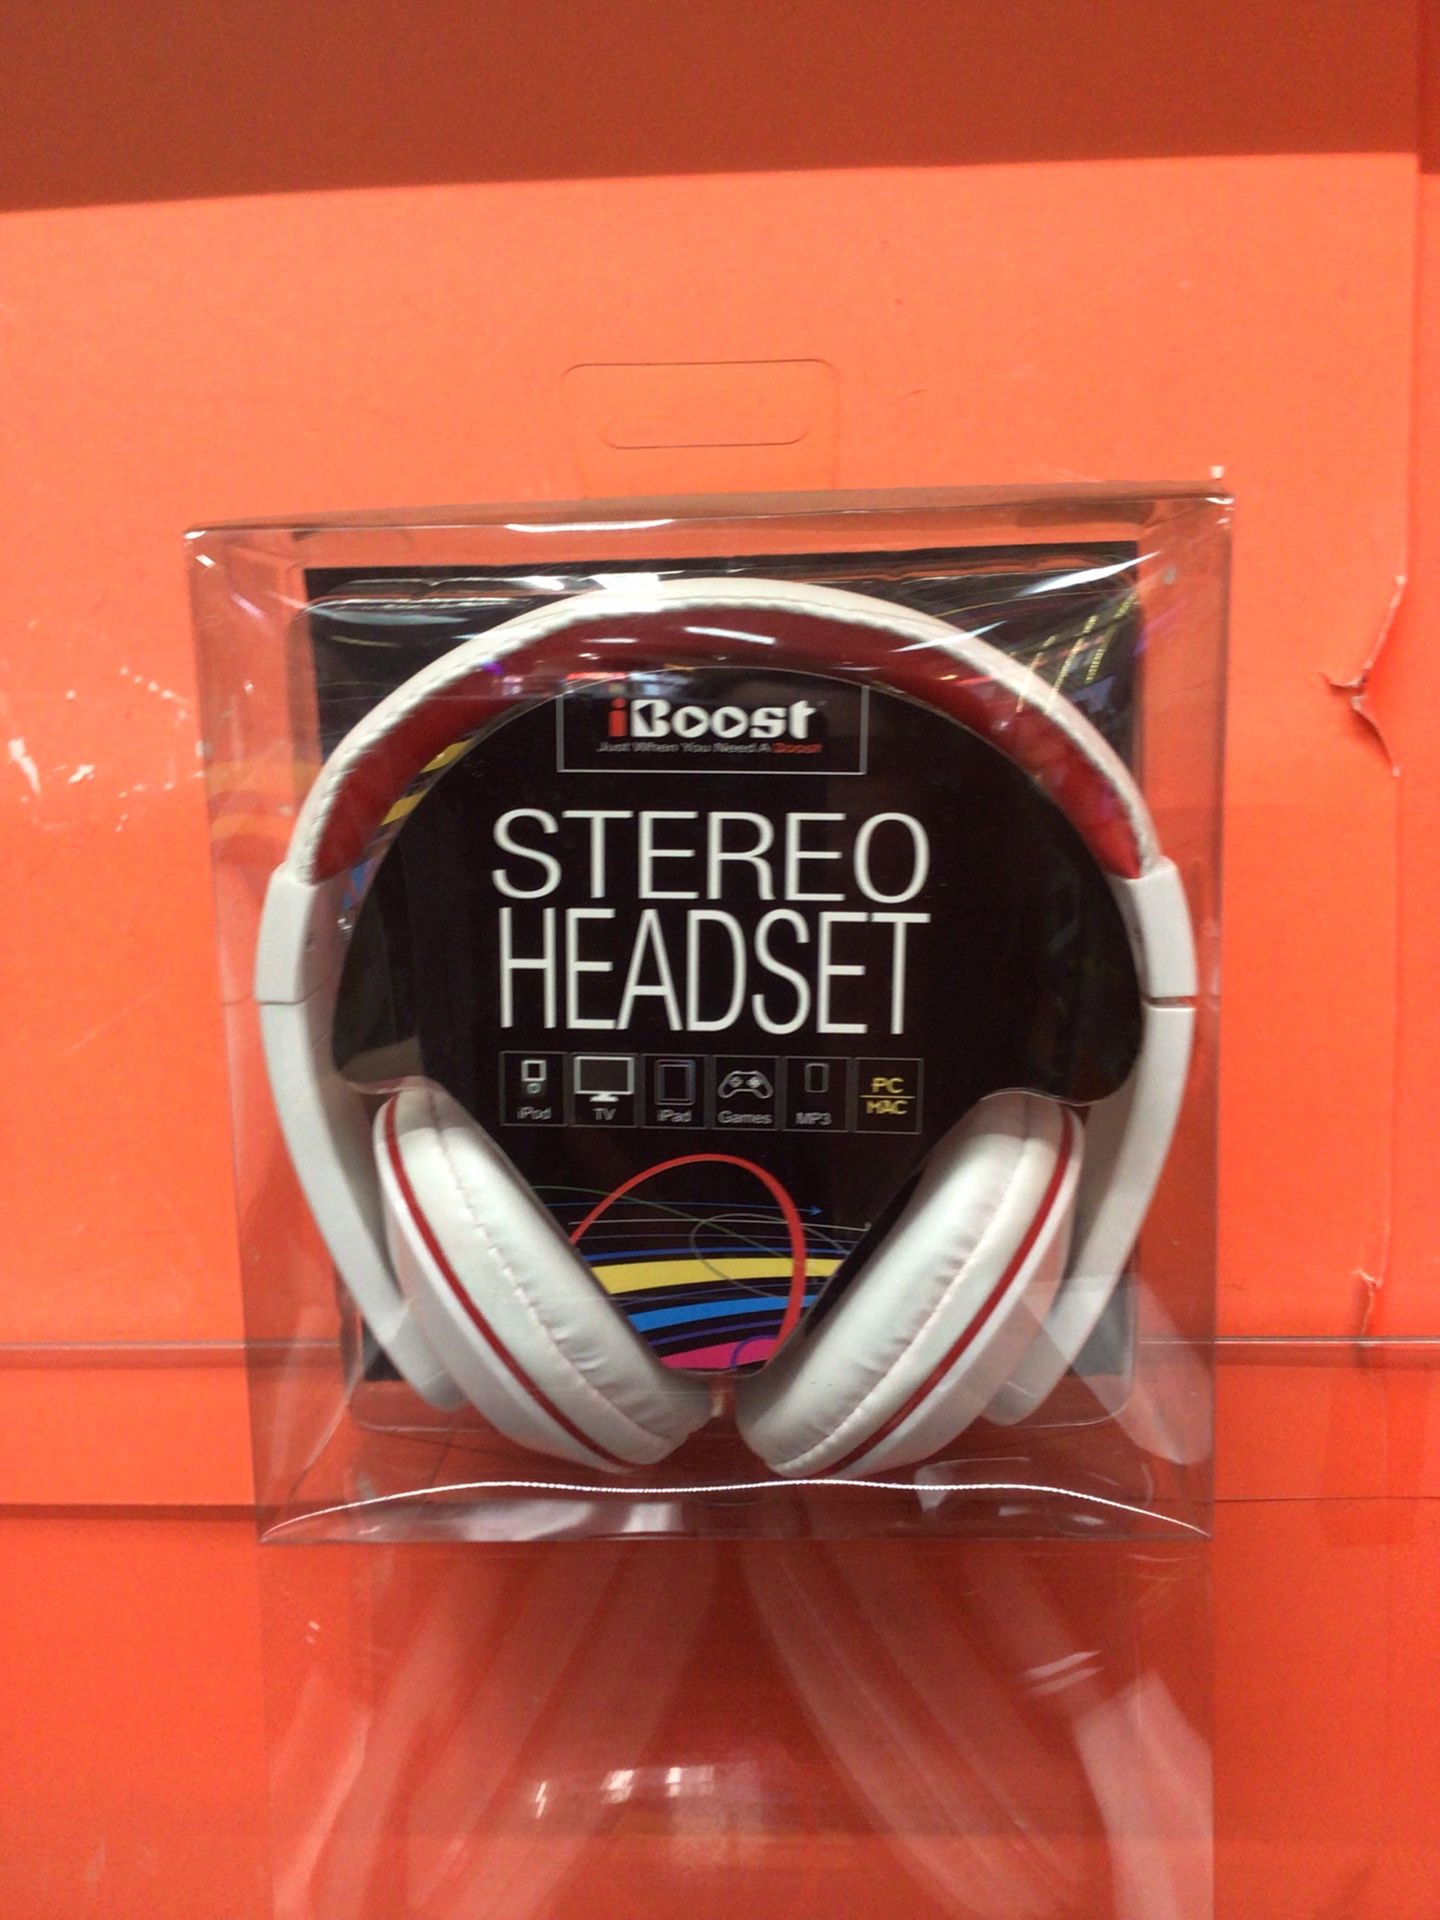 iBoost
Just When You Need A Boost
STEREO
HEADSET
iPod TV iPad Games MP3 PC MAC